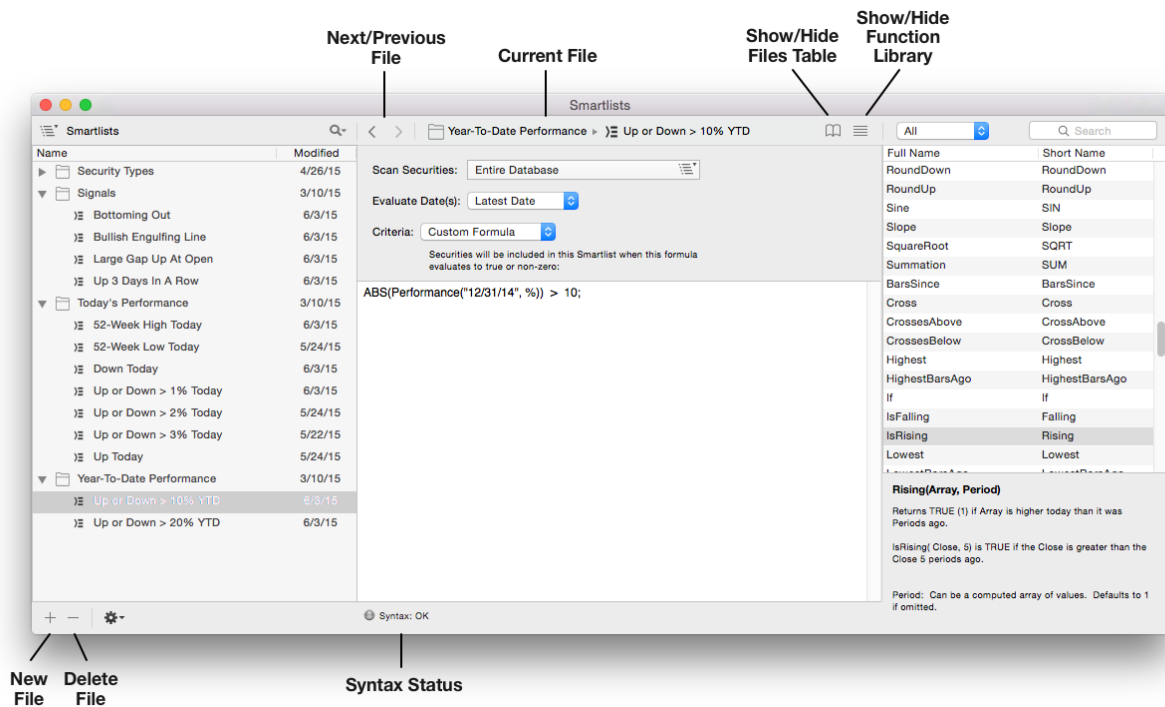 Show/Hide
Function
Library
Show/Hide
Files Table
Next/Previous
File
Current File
Smartlists
Smartlists
Year-To-Date Performance ▸ Up or Down > 10% YTD
All
Search
Name Modified
Security Types 4/26/15
Signals 3/10/15
Bottoming Out 6/3/15
Bullish Engulfing Line 6/3/15
Large Gap Up At Open 6/3/15
Up 3 Days In A Row 6/3/15
Today's Performance 3/10/15
52-Week High Today 6/3/15
52-Week Low Today 5/24/15
Down Today 6/3/15
Up or Down > 1% Today 6/3/15
Up or Down > 2% Today 5/24/15
Up or Down > 3% Today 5/22/15
Up Today 5/24/15
Year-To-Date Performance 3/10/15
Up or Down > 10% YTD 6/3/15
Up or Down > 20% YTD 6/3/15
Scan Securities: Entire Database
Evaluate Date(s): Latest Date
Criteria: Custom Formula
Securities will be included in this Smartlist when this formula
evaluates to true or non-zero:
ABS(Performance("12/31/14", %)) > 10;
Syntax: OK
Full Name Short Name
RoundDown RoundDown
RoundUp RoundUp
Sine SIN
Slope Slope
SquareRoot SQRT
Summation SUM
BarsSince BarsSince
Cross Cross
CrossesAbove CrossAbove
CrossesBelow CrossBelow
Highest Highest
HighestBarsAgo HighestBarsAgo
If If
IsFalling Falling
IsRising Rising
Lowest Lowest
LowestBarsAgo LowestBarsAgo
Rising(Array, Period)
Returns TRUE (1) if Array is higher today than it was
Periods ago.
IsRising( Close, 5) is TRUE if the Close is greater than the
Close 5 periods ago.
Period: Can be a computed array of values. Defaults to 1
if omitted.
New
File
Delete
File
Syntax Status